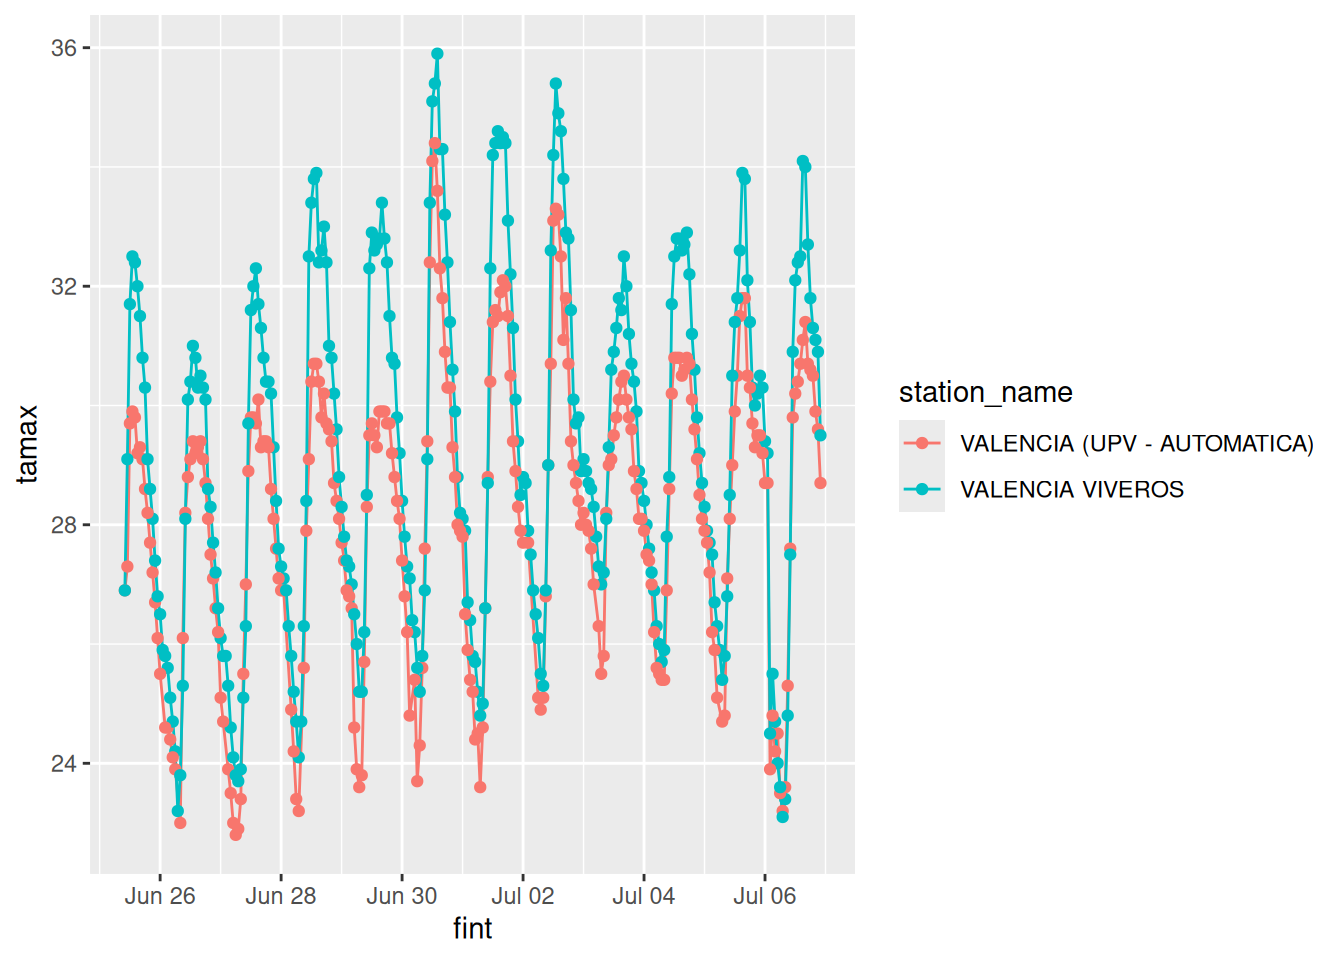 36
32
28
24
tamax
Jun 26 Jun 28 Jun 30 Jul 02 Jul 04 Jul 06
fint
station_name
VALENCIA (UPV - AUTOMATICA)
VALENCIA VIVEROS